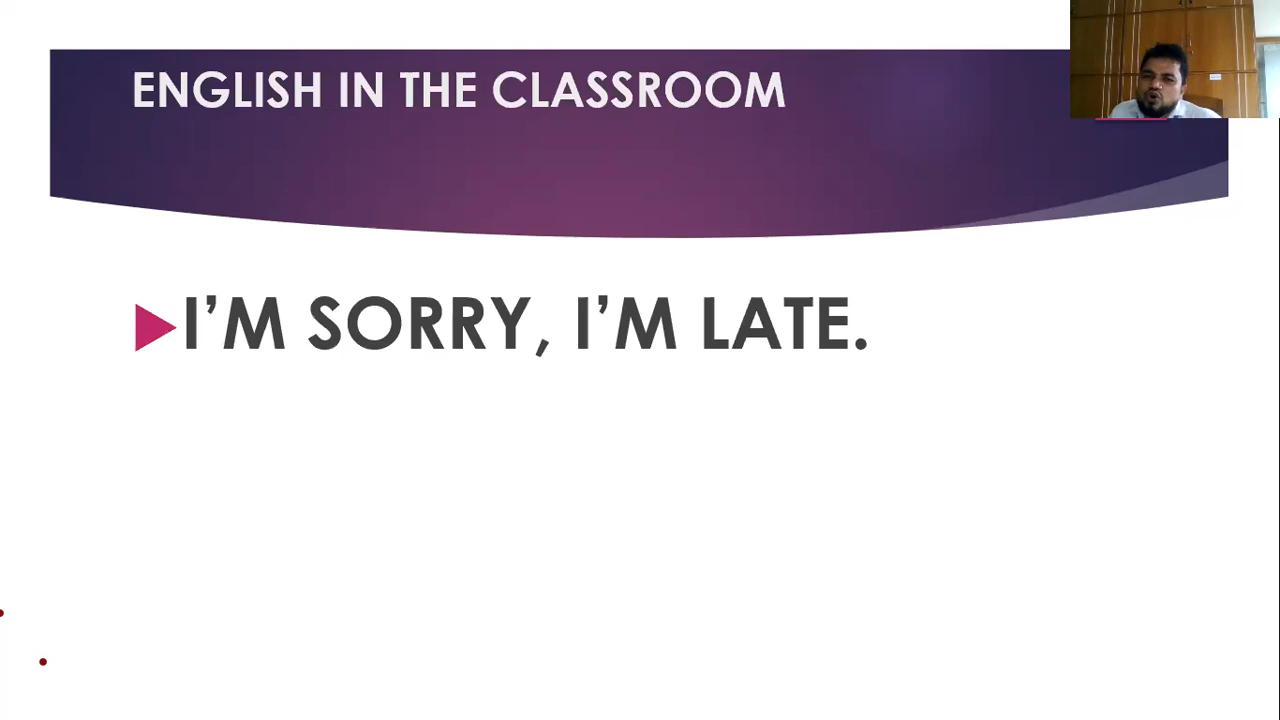 ENGLISH IN THE CLASSROOM
I’M SORRY, I’M LATE.